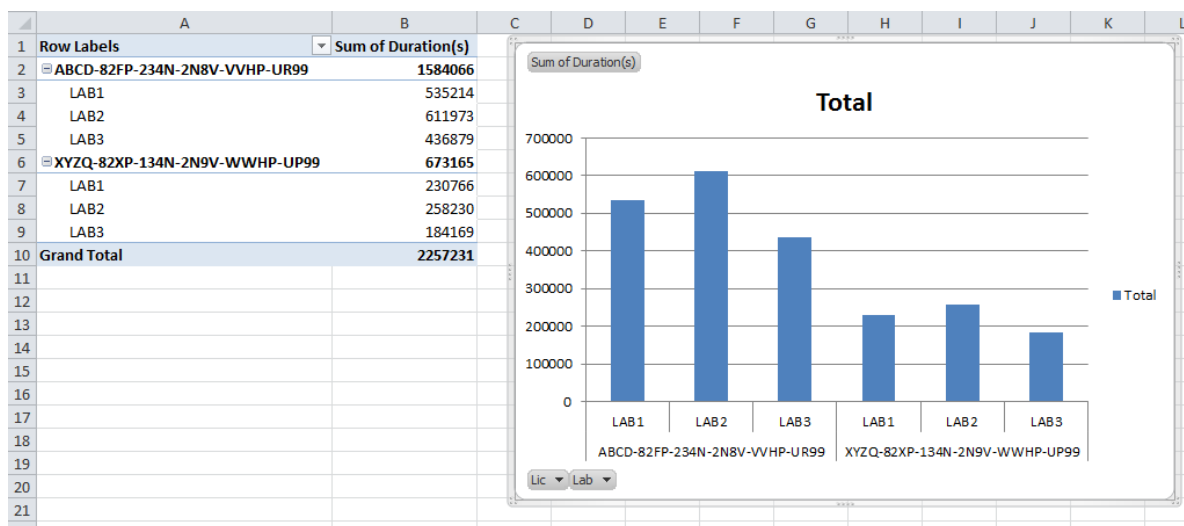 A B C D E F G H I J K L
1 Row Labels Sum of Duration(s)
2 ABCD-82FP-234N-2N8V-VVHP-UR99 1584066
3 LAB1 535214
4 LAB2 611973
5 LAB3 436879
6 XYZQ-82XP-134N-2N9V-WWHP-UP99 673165
7 LAB1 230766
8 LAB2 258230
9 LAB3 184169
10 Grand Total 2257231
11
12
13
14
15
16
17
18
19
20
21
Sum of Duration(s)
Total
700000
600000
500000
400000
300000
200000
100000
0
Total
LAB1 LAB2 LAB3 LAB1 LAB2 LAB3
ABCD-82FP-234N-2N8V-VVHP-UR99 XYZQ-82XP-134N-2N9V-WWHP-UP99
Lic Lab